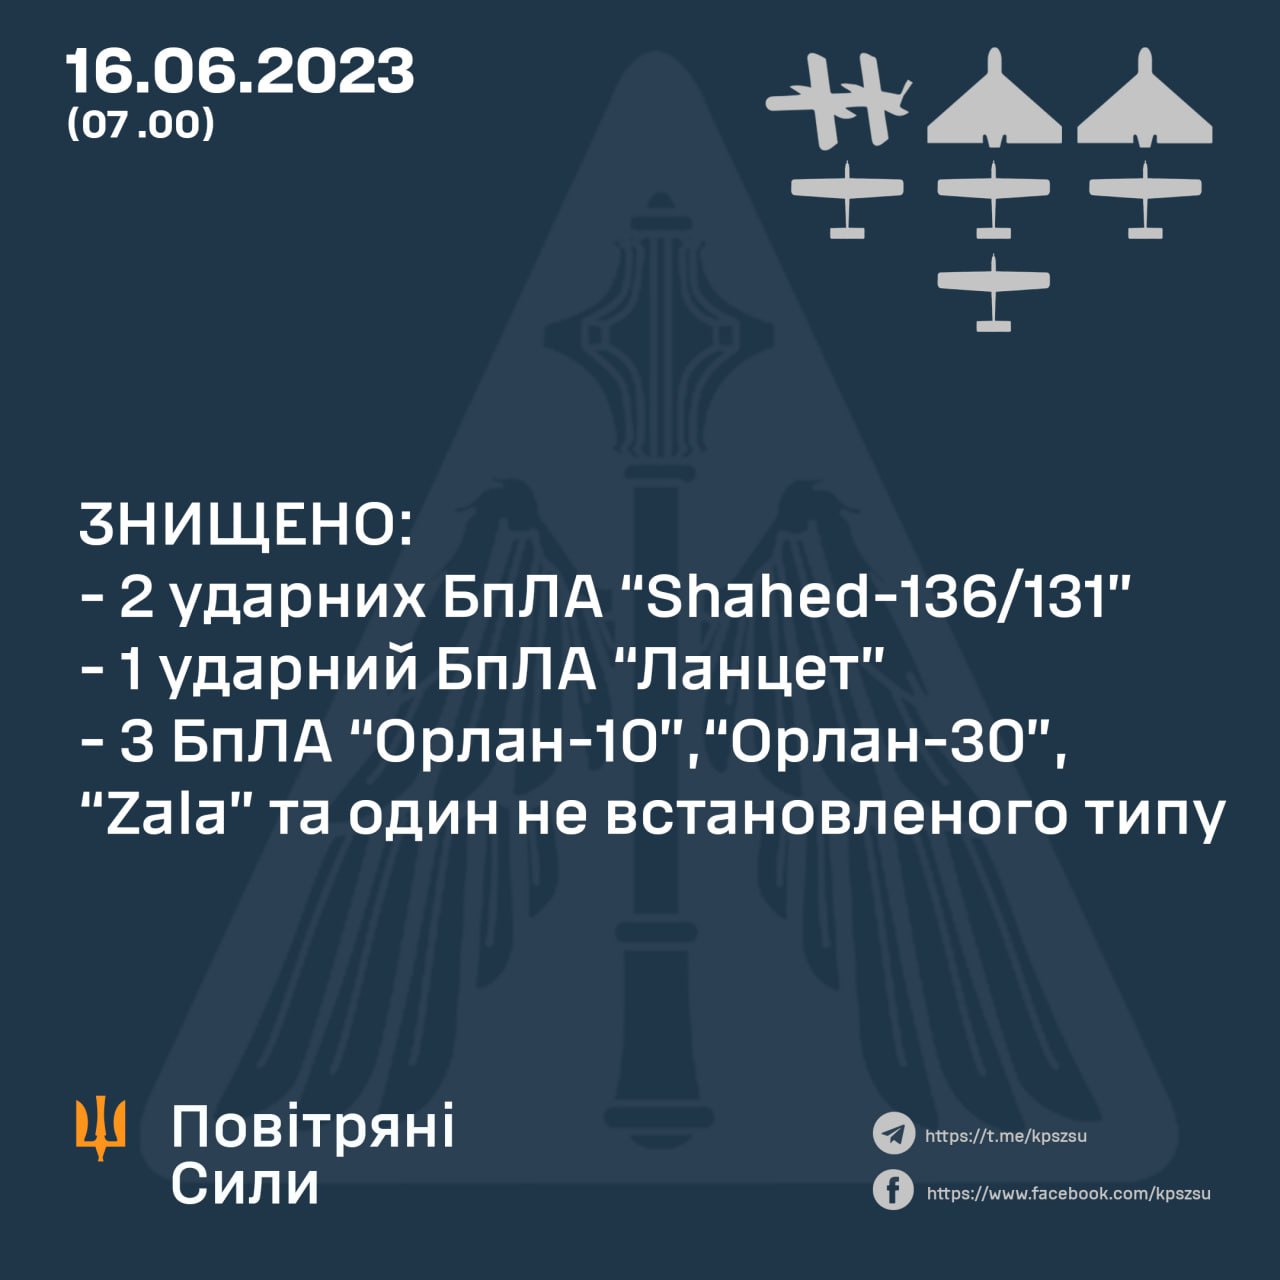 16.06.2023
(07 .00)
ЗНИЩЕНО:
- 2 ударних БпЛА “Shahed-136/131”
- 1 ударний БпЛА “Ланцет”
- 3 БпЛА “Орлан-10”,“Орлан-30”,
“Zala” та один не встановленого типу
Повітряні
Сили
https://t.me/kpszsu
https://www.facebook.com/kpszsu